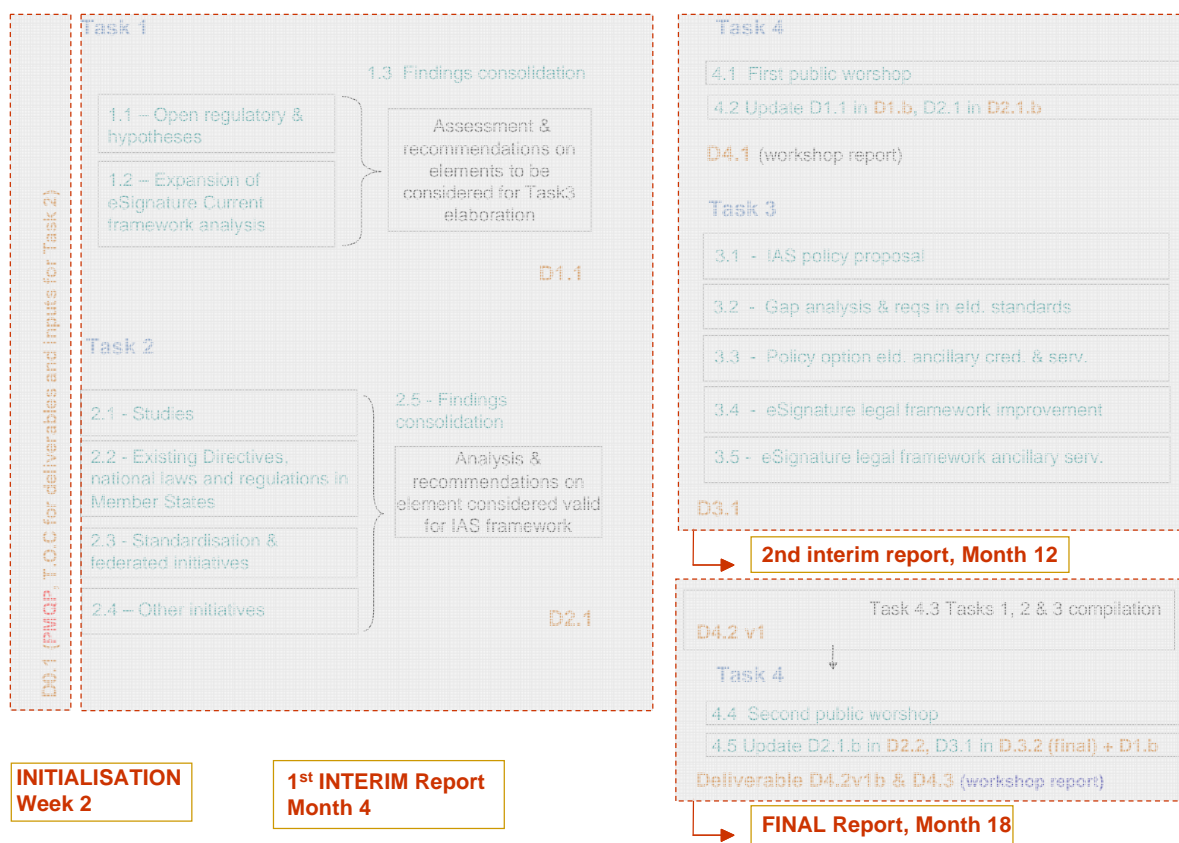 D0.1 (PMQP, T.O.C for deliverables and inputs for Task 2)
Task 1
1.3 Findings consolidation
1.1 – Open regulatory &
hypotheses
1.2 – Expansion of
eSignature Current
framework analysis
Assessment &
recommendations on
elements to be
considered for Task3
elaboration
D1.1
Task 2
2.1 - Studies
2.2 - Existing Directives,
national laws and regulations in
Member States
2.3 - Standardisation &
federated initiatives
2.4 – Other initiatives
2.5 - Findings
consolidation
Analysis &
recommendations on
element considered valid
for IAS framework
D2.1
INITIALISATION
Week 2
1st INTERIM Report
Month 4
Task 4
4.1 First public worshop
4.2 Update D1.1 in D1.b, D2.1 in D2.1.b
D4.1 (workshop report)
Task 3
3.1 - IAS policy proposal
3.2 - Gap analysis & reqs in eId. standards
3.3 - Policy option eId. ancillary cred. & serv.
3.4 - eSignature legal framework improvement
3.5 - eSignature legal framework ancillary serv.
D3.1
2nd interim report, Month 12
Task 4.3 Tasks 1, 2 & 3 compilation
D4.2 v1
Task 4
4.4 Second public worshop
4.5 Update D2.1.b in D2.2, D3.1 in D.3.2 (final) + D1.b
Deliverable D4.2v1b & D4.3 (workshop report)
FINAL Report, Month 18